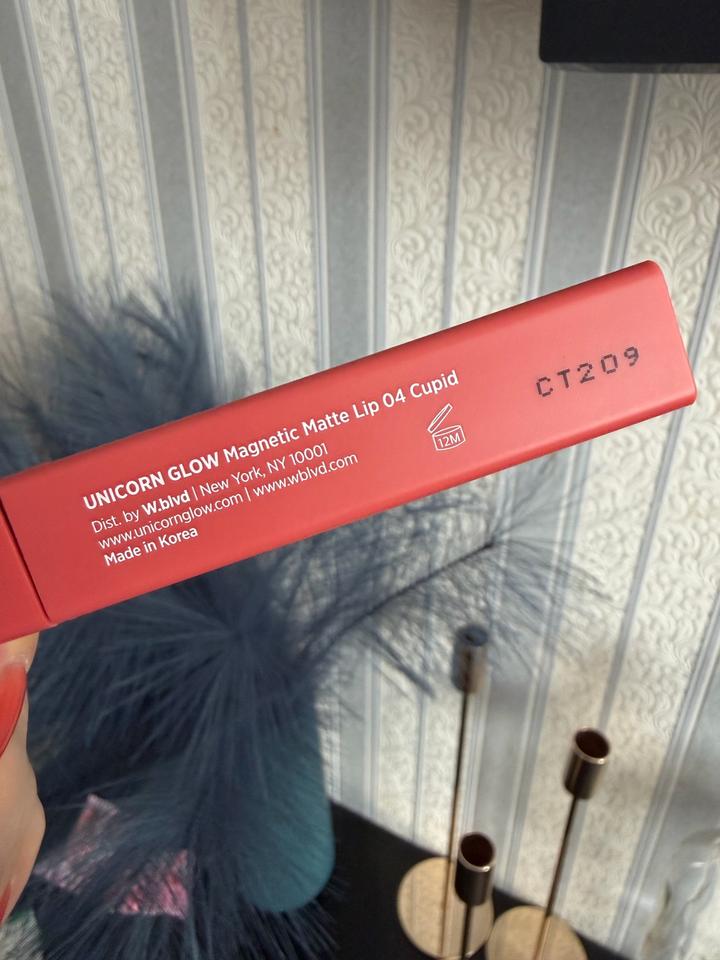 UNICORN GLOW Magnetic Matte Lip 04 Cupid
Dist. by W.blvd | New York, NY 10001
www.unicornglow.com | www.wblvd.com
Made in Korea
12M
CT209